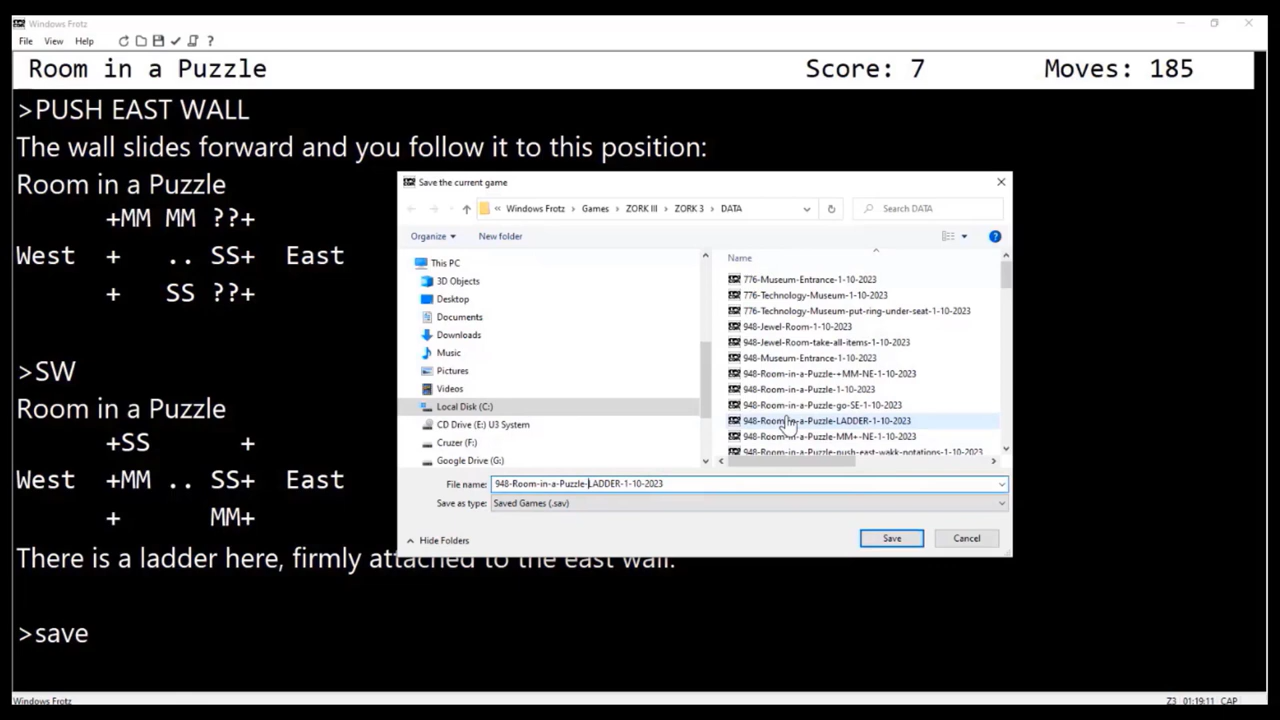 Windows Frotz
File View Help
Room in a Puzzle Score: 7 Moves: 185
>PUSH EAST WALL
The wall slides forward and you follow it to this position:
Room in a Puzzle
+MM MM ??+
West + .. SS+ East
+ SS ??+
>SW
Room in a Puzzle
+SS +
West +MM .. SS+ East
+ MM+
There is a ladder here, firmly attached to the east wall.
>save
Save the current game
« Windows Frotz > Games > ZORK III > ZORK 3 > DATA
Search DATA
Organize New folder
This PC
3D Objects
Desktop
Documents
Downloads
Music
Pictures
Videos
Local Disk (C:)
CD Drive (E:) U3 System
Cruzer (F:)
Google Drive (G:)
Name
776-Museum-Entrance-1-10-2023
776-Technology-Museum-1-10-2023
776-Technology-Museum-put-ring-under-seat-1-10-2023
948-Jewel-Room-1-10-2023
948-Jewel-Room-take-all-items-1-10-2023
948-Museum-Entrance-1-10-2023
948-Room-in-a-Puzzle-+MM-NE-1-10-2023
948-Room-in-a-Puzzle-1-10-2023
948-Room-in-a-Puzzle-go-SE-1-10-2023
948-Room-in-a-Puzzle-LADDER-1-10-2023
948-Room-in-a-Puzzle-MM+-NE-1-10-2023
948-Room-in-a-Puzzle-push-east-wakk-notations-1-10-2023
File name: 948-Room-in-a-Puzzle-LADDER-1-10-2023
Save as type: Saved Games (.sav)
Hide Folders
Save Cancel
Windows Frotz Z3 01:19:11 CAP